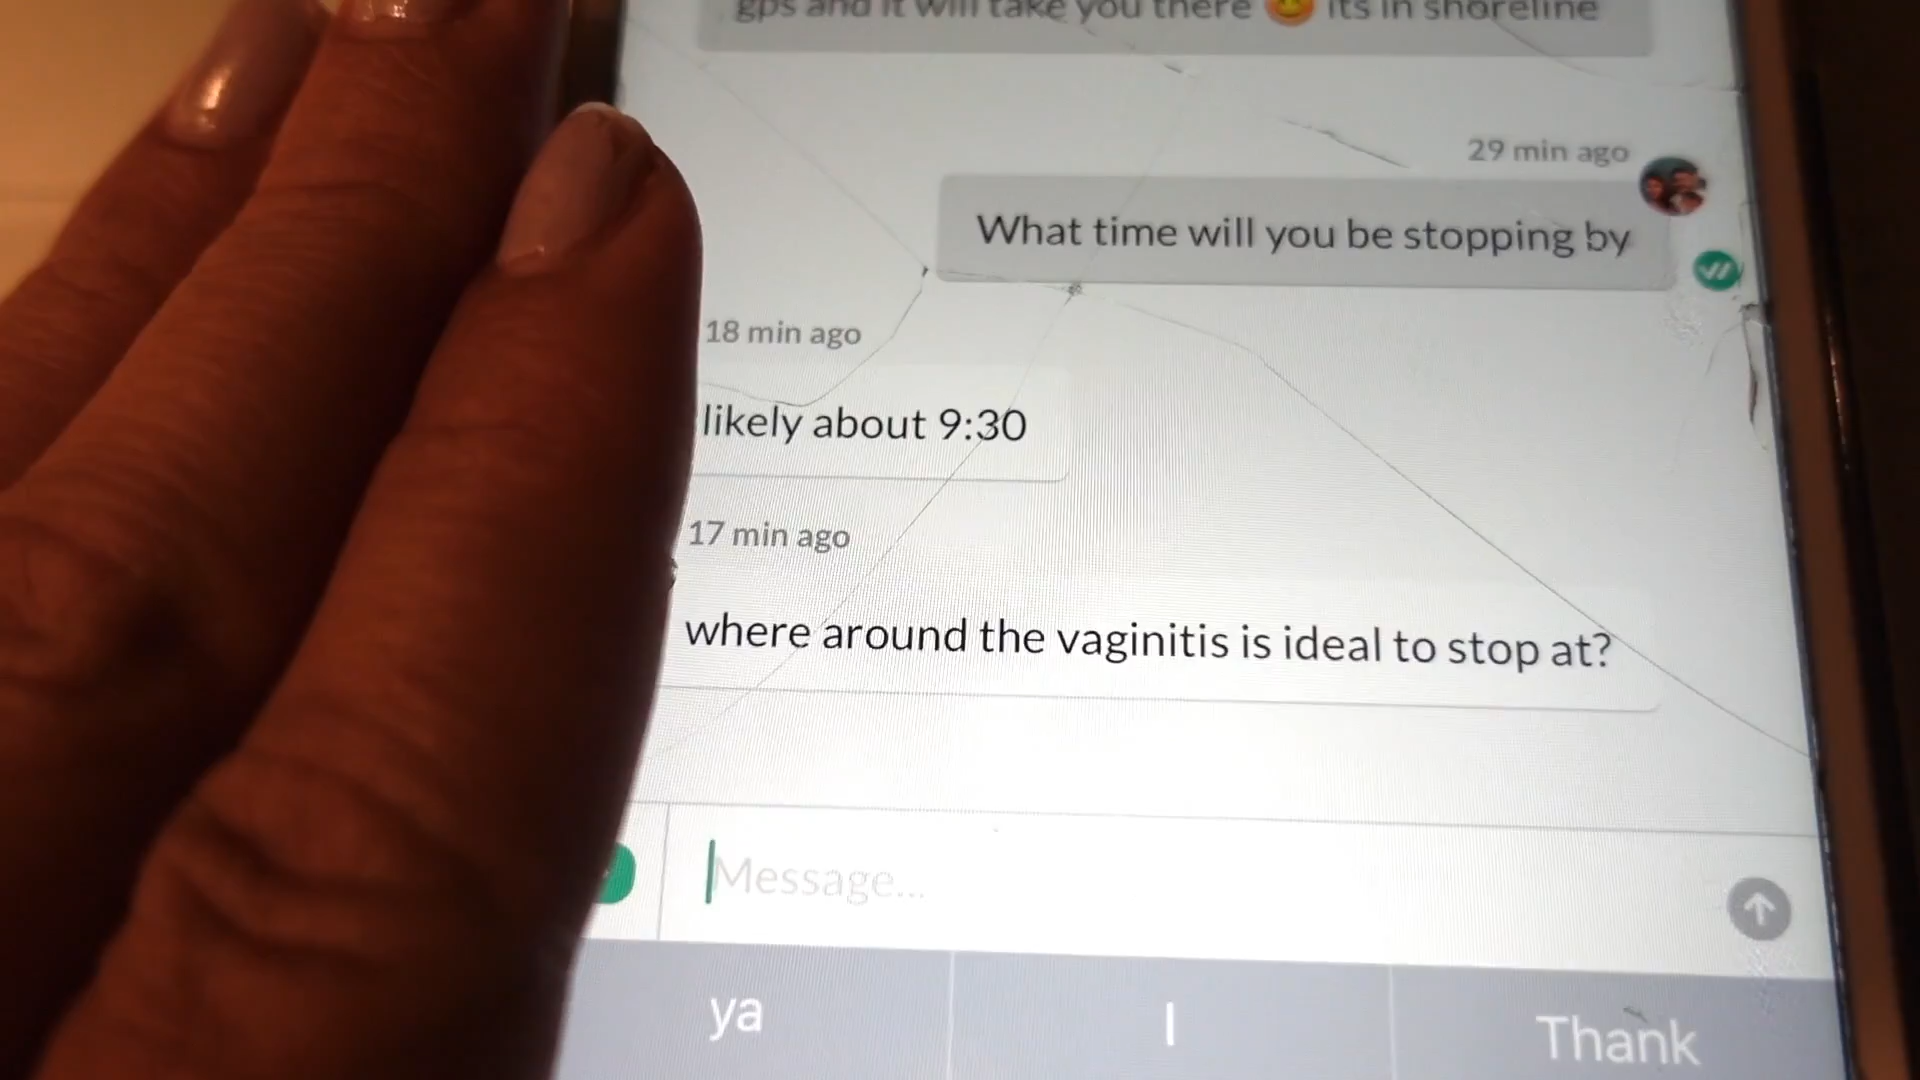 gps and it will take you there 😀 its in shoreline
29 min ago
What time will you be stopping by
18 min ago
likely about 9:30
17 min ago
where around the vaginitis is ideal to stop at?
Message...
ya
I
Thank